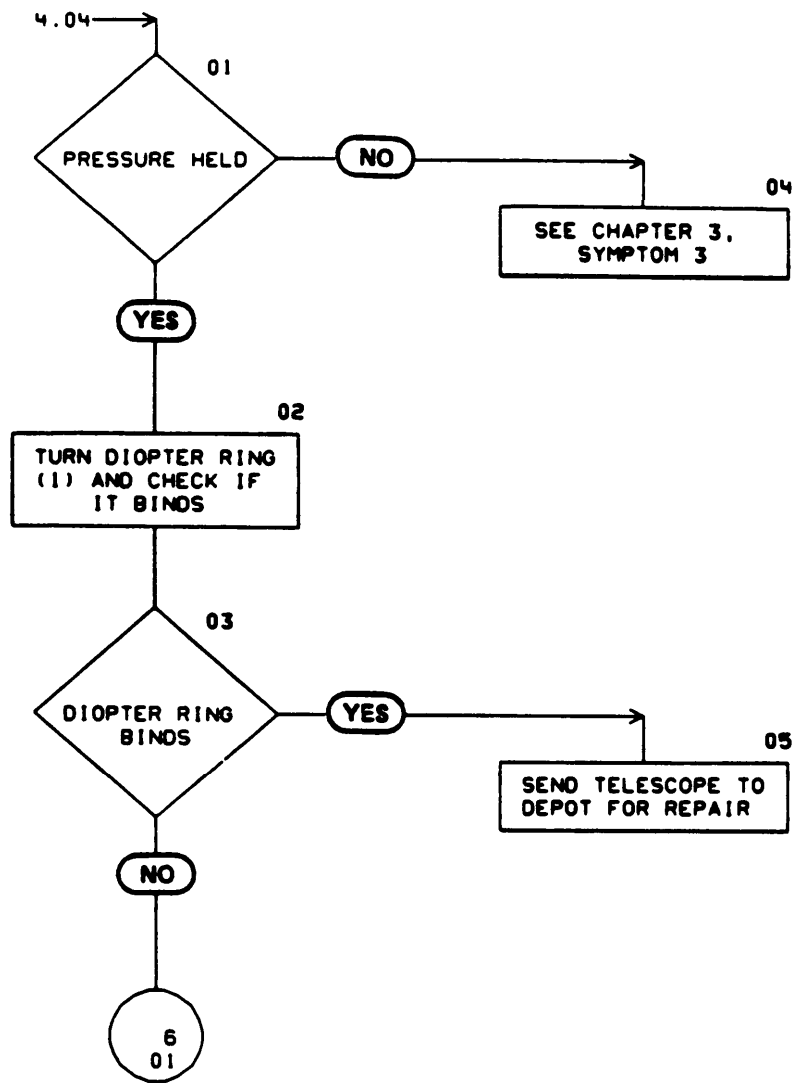 4.04
01
PRESSURE HELD
NO
04
SEE CHAPTER 3,
SYMPTOM 3
YES
02
TURN DIOPTER RING
(1) AND CHECK IF
IT BINDS
03
DIOPTER RING
BINDS
YES
05
SEND TELESCOPE TO
DEPOT FOR REPAIR
NO
6
01